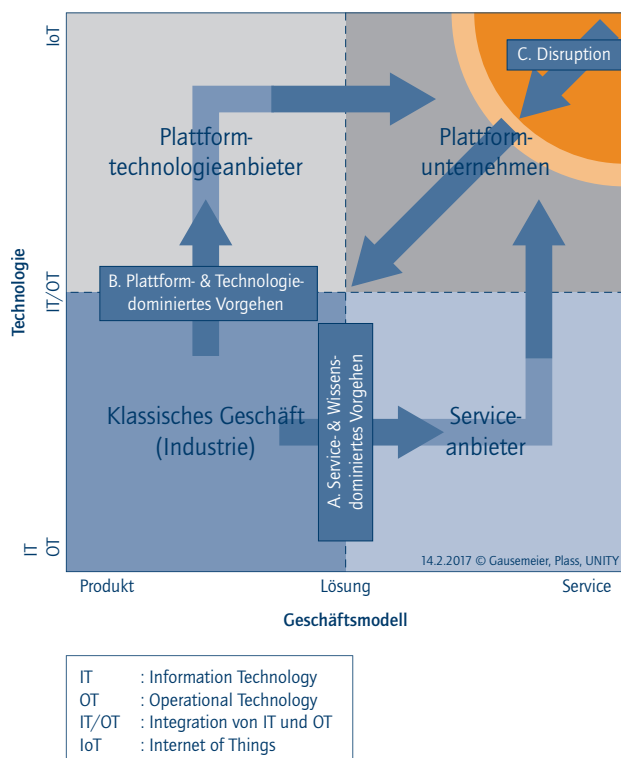 IoT
C. Disruption
Plattform-
technologieanbieter
Plattform-
unternehmen
Technologie
IT/OT
B. Plattform- & Technologie-
dominiertes Vorgehen
A. Service- & Wissens-
dominiertes Vorgehen
Klassisches Geschäft
(Industrie)
Service-
anbieter
IT
OT
14.2.2017 © Gausemeier, Plass, UNITY
Produkt
Lösung
Service
Geschäftsmodell
IT : Information Technology
OT : Operational Technology
IT/OT : Integration von IT und OT
IoT : Internet of Things